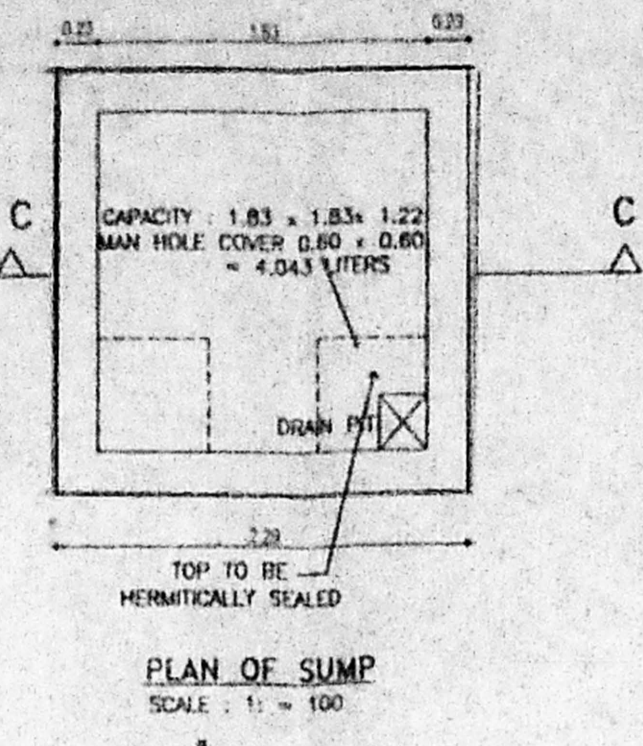 0.23 1.83 0.23
C
C
CAPACITY : 1.83 x 1.83x 1.22
MAN HOLE COVER 0.60 x 0.60
= 4.043 LITERS
DRAIN PIT
2.29
TOP TO BE
HERMITICALLY SEALED
PLAN OF SUMP
SCALE : 1: = 100